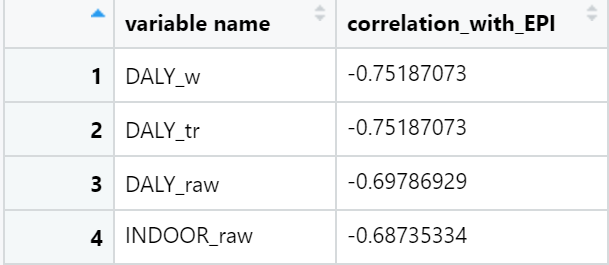 variable name correlation_with_EPI
1 DALY_w -0.75187073
2 DALY_tr -0.75187073
3 DALY_raw -0.69786929
4 INDOOR_raw -0.68735334